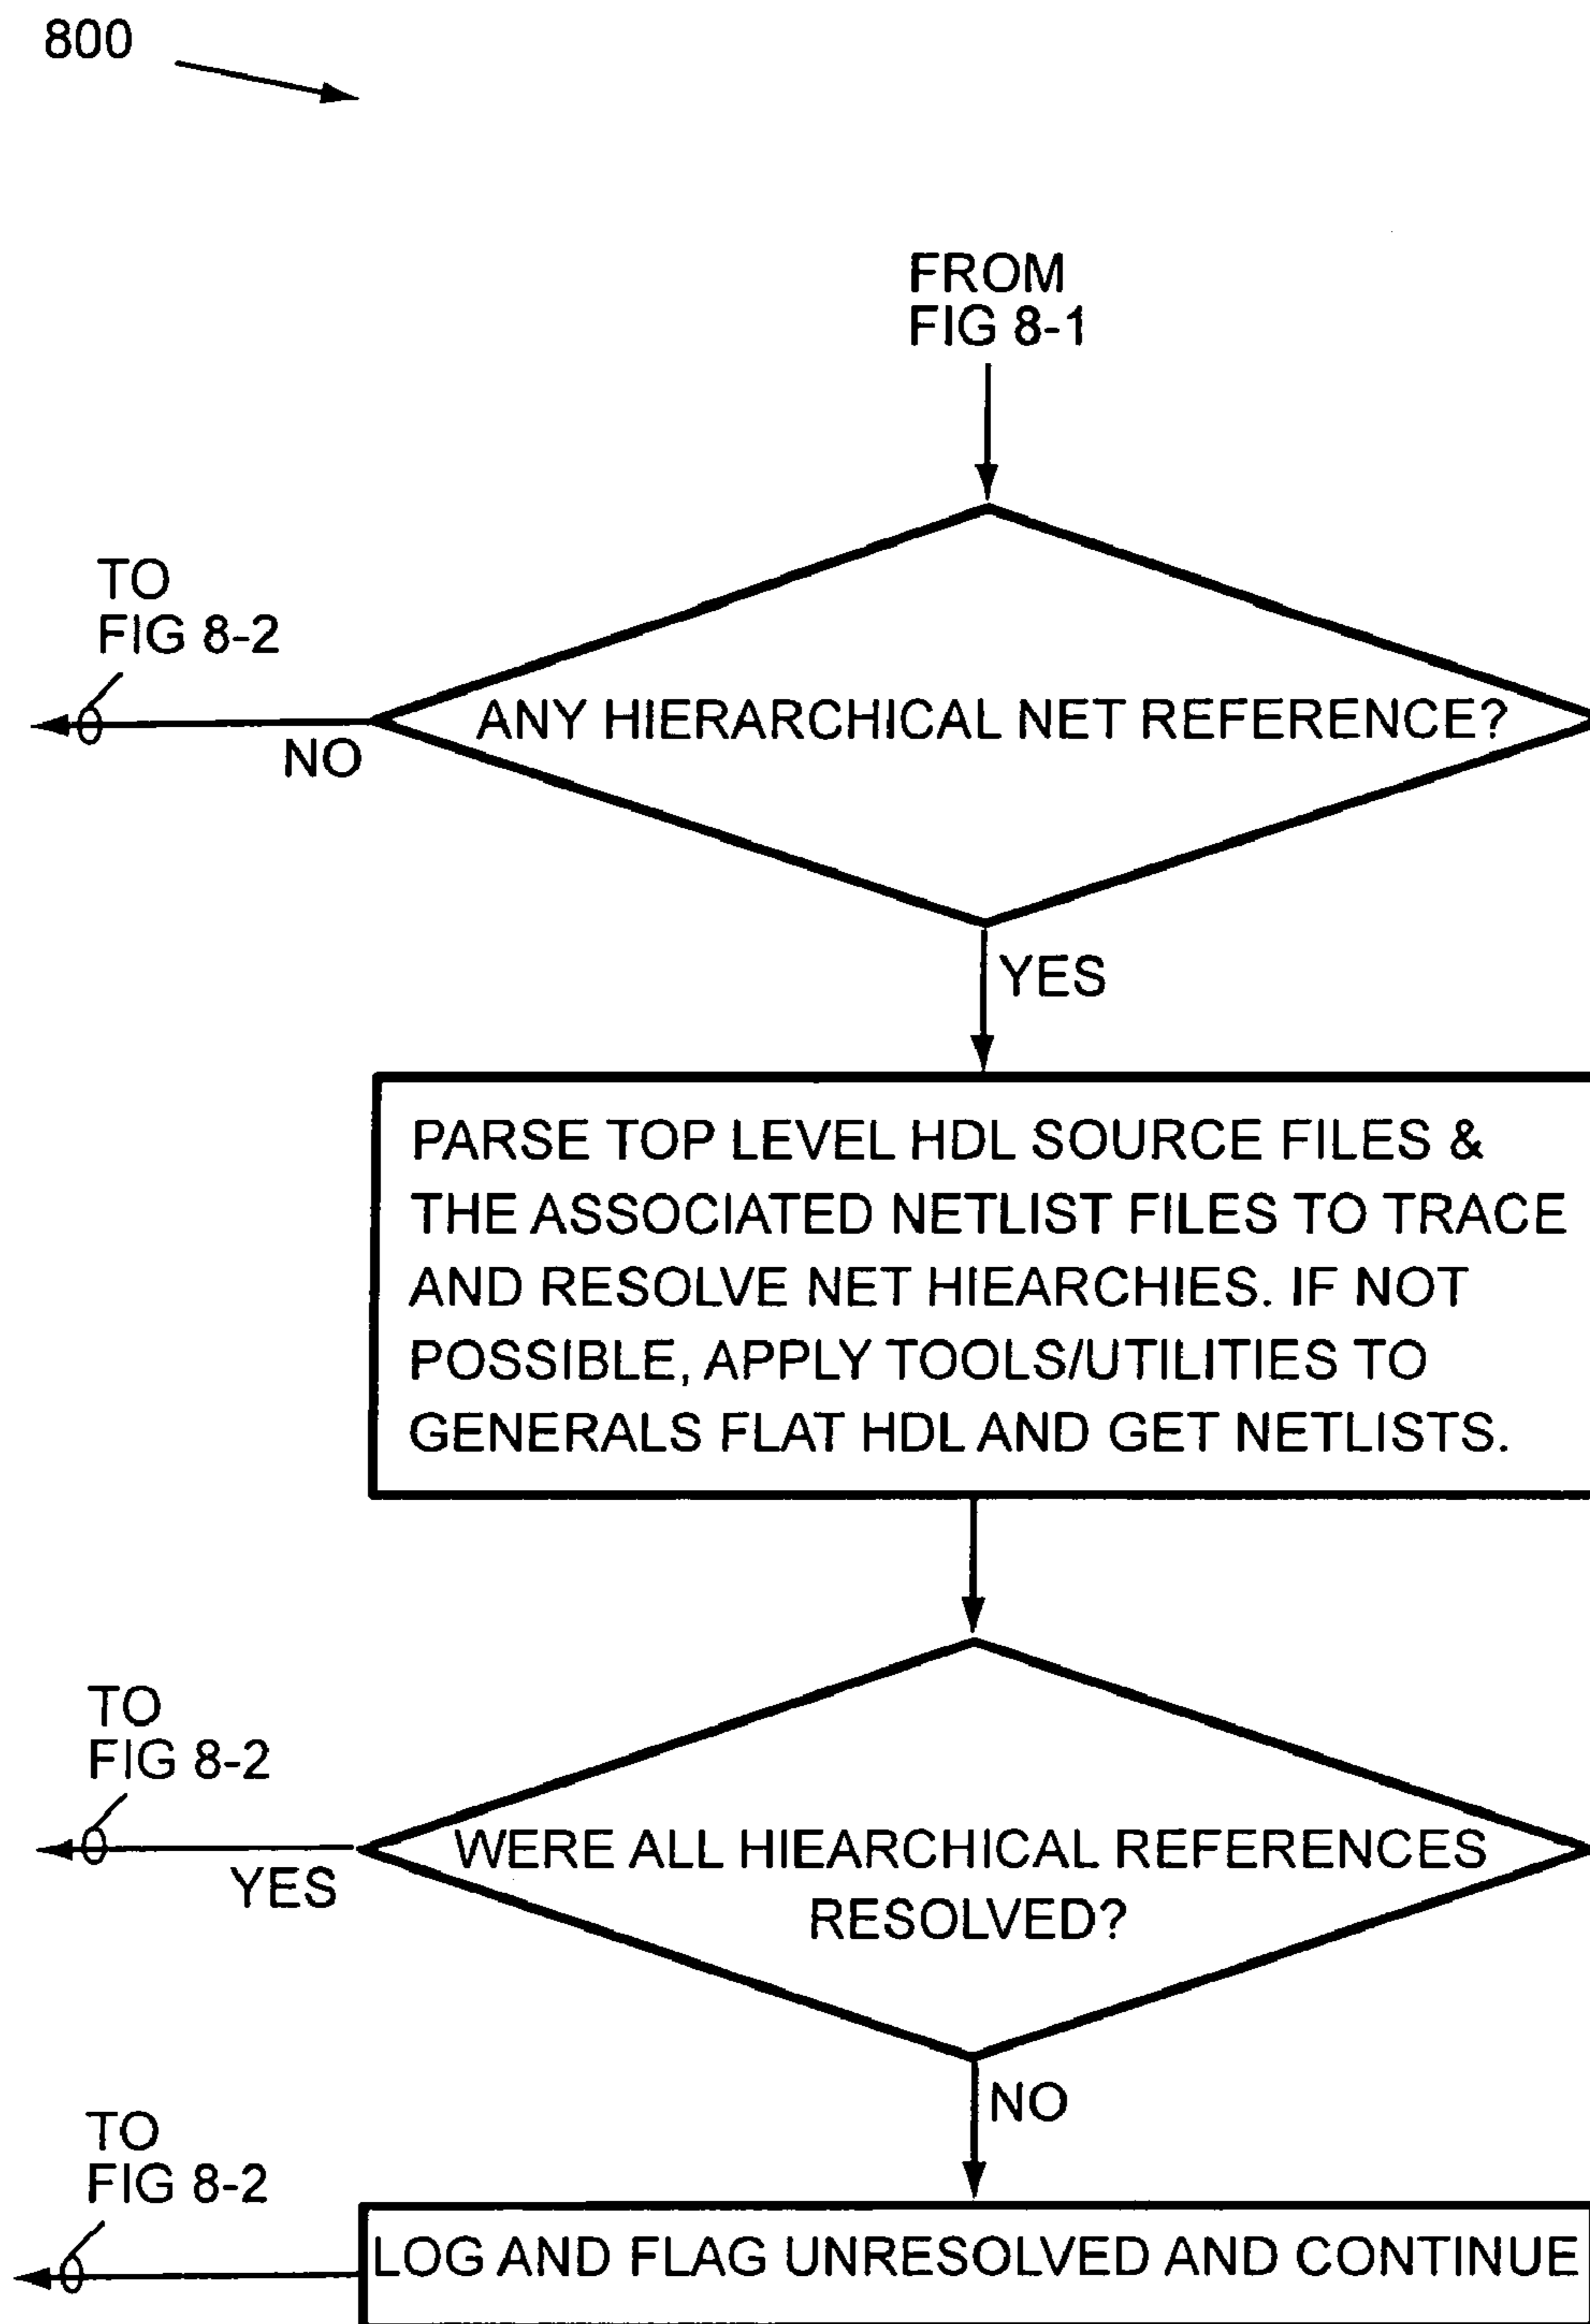 800
FROM
FIG 8-1
TO
FIG 8-2
ANY HIERARCHICAL NET REFERENCE?
NO
YES
PARSE TOP LEVEL HDL SOURCE FILES &
THE ASSOCIATED NETLIST FILES TO TRACE
AND RESOLVE NET HIEARCHIES. IF NOT
POSSIBLE, APPLY TOOLS/UTILITIES TO
GENERALS FLAT HDL AND GET NETLISTS.
TO
FIG 8-2
WERE ALL HIEARCHICAL REFERENCES
RESOLVED?
YES
NO
TO
FIG 8-2
LOG AND FLAG UNRESOLVED AND CONTINUE